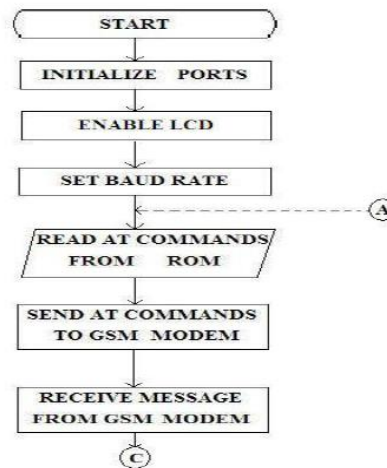 START
INITIALIZE PORTS
ENABLE LCD
SET BAUD RATE
A
READ AT COMMANDS
FROM ROM
SEND AT COMMANDS
TO GSM MODEM
RECEIVE MESSAGE
FROM GSM MODEM
C